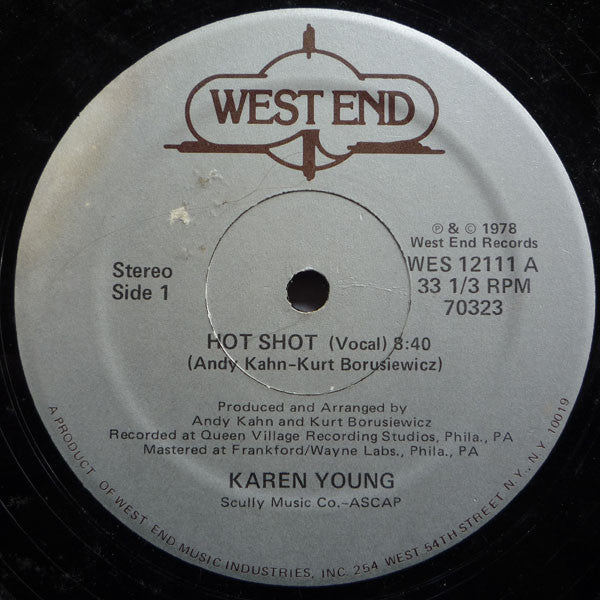 WEST END
℗ & © 1978
West End Records
WES 12111 A
33 1/3 RPM
70323
Stereo
Side 1
HOT SHOT (Vocal) 8:40
(Andy Kahn-Kurt Borusiewicz)
Produced and Arranged by
Andy Kahn and Kurt Borusiewicz
Recorded at Queen Village Recording Studios, Phila., PA
Mastered at Frankford/Wayne Labs., Phila., PA
KAREN YOUNG
Scully Music Co.-ASCAP
A PRODUCT OF WEST END MUSIC INDUSTRIES, INC. 254 WEST 54TH STREET N.Y., N.Y. 10019